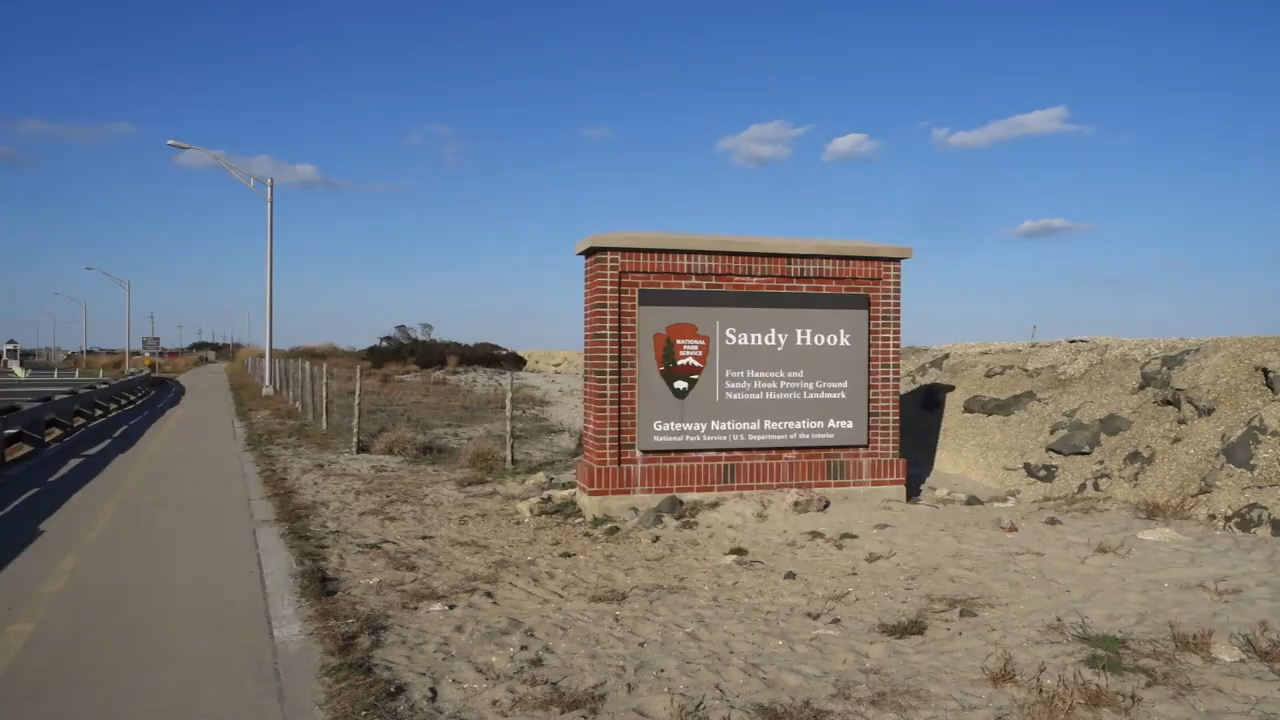 NATIONAL
PARK
SERVICE
Sandy Hook
Fort Hancock and
Sandy Hook Proving Ground
National Historic Landmark
Gateway National Recreation Area
National Park Service | U.S. Department of the Interior